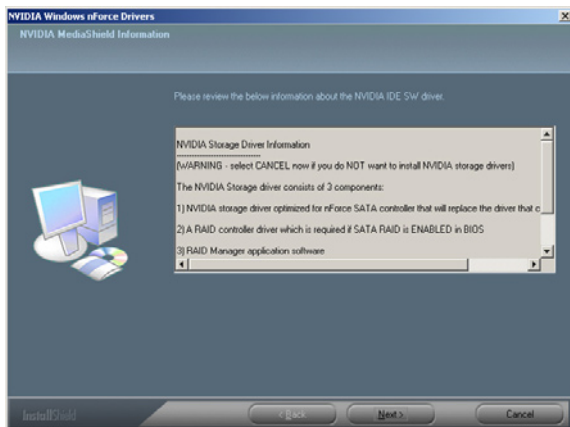 NVIDIA Windows nForce Drivers
NVIDIA MediaShield Information
Please review the below information about the NVIDIA IDE SW driver.
NVIDIA Storage Driver Information
------------------------------
(WARNING - select CANCEL now if you do NOT want to install NVIDIA storage drivers)
The NVIDIA Storage driver consists of 3 components:
1) NVIDIA storage driver optimized for nForce SATA controller that will replace the driver that c
2) A RAID controller driver which is required if SATA RAID is ENABLED in BIOS
3) RAID Manager application software
InstallShield
< Back
Next >
Cancel